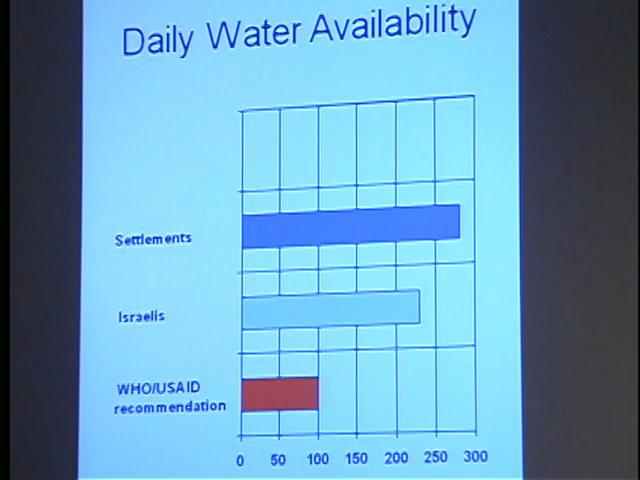 Daily Water Availability
Settlements
Israelis
WHO/USAID
recommendation
0 50 100 150 200 250 300